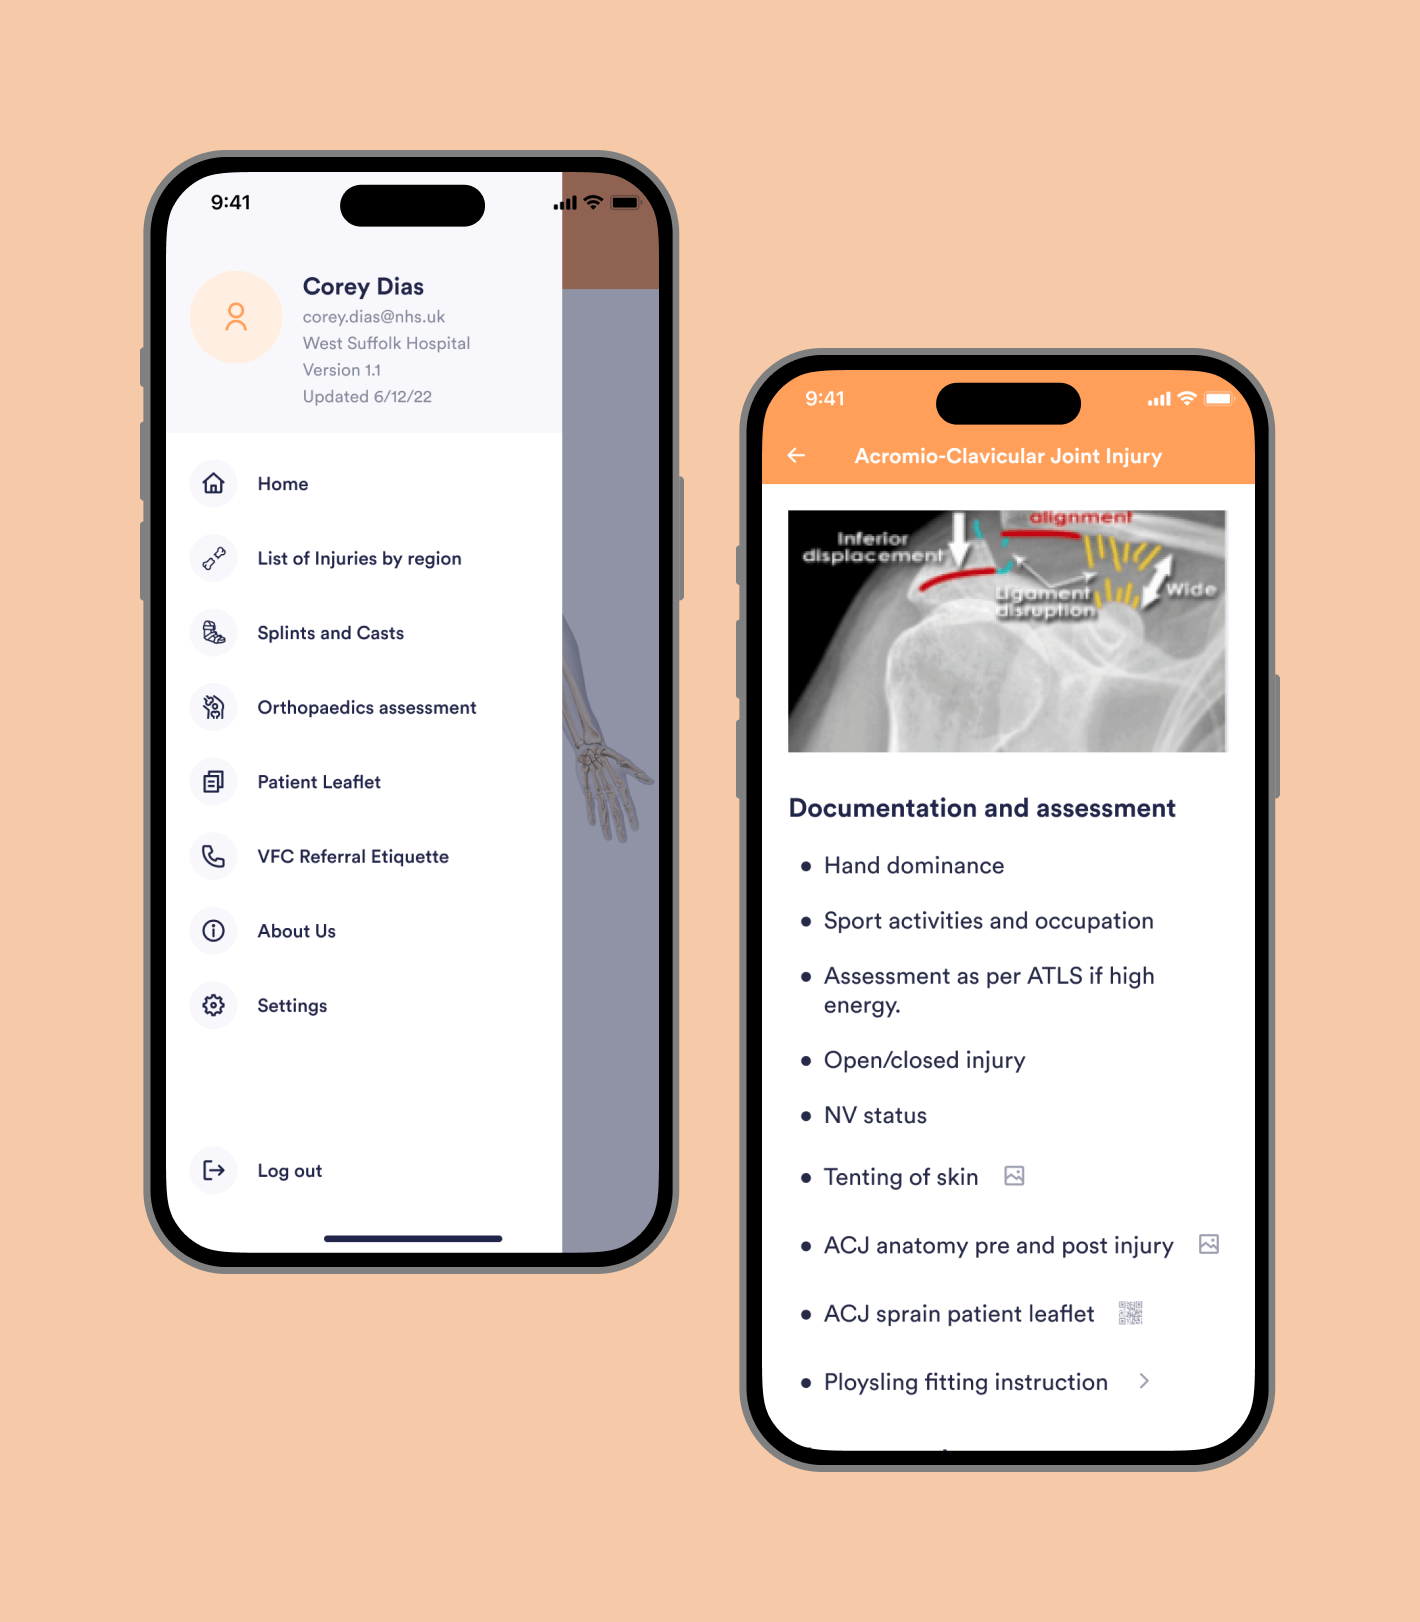 9:41
Corey Dias
corey.dias@nhs.uk
West Suffolk Hospital
Version 1.1
Updated 6/12/22
Home
List of Injuries by region
Splints and Casts
Orthopaedics assessment
Patient Leaflet
VFC Referral Etiquette
About Us
Settings
Log out
9:41
Acromio-Clavicular Joint Injury
alignment
Inferior
displacement
Ligament
disruption
Wide
Documentation and assessment
Hand dominance
Sport activities and occupation
Assessment as per ATLS if high
energy.
Open/closed injury
NV status
Tenting of skin
ACJ anatomy pre and post injury
ACJ sprain patient leaflet
Ploysling fitting instruction